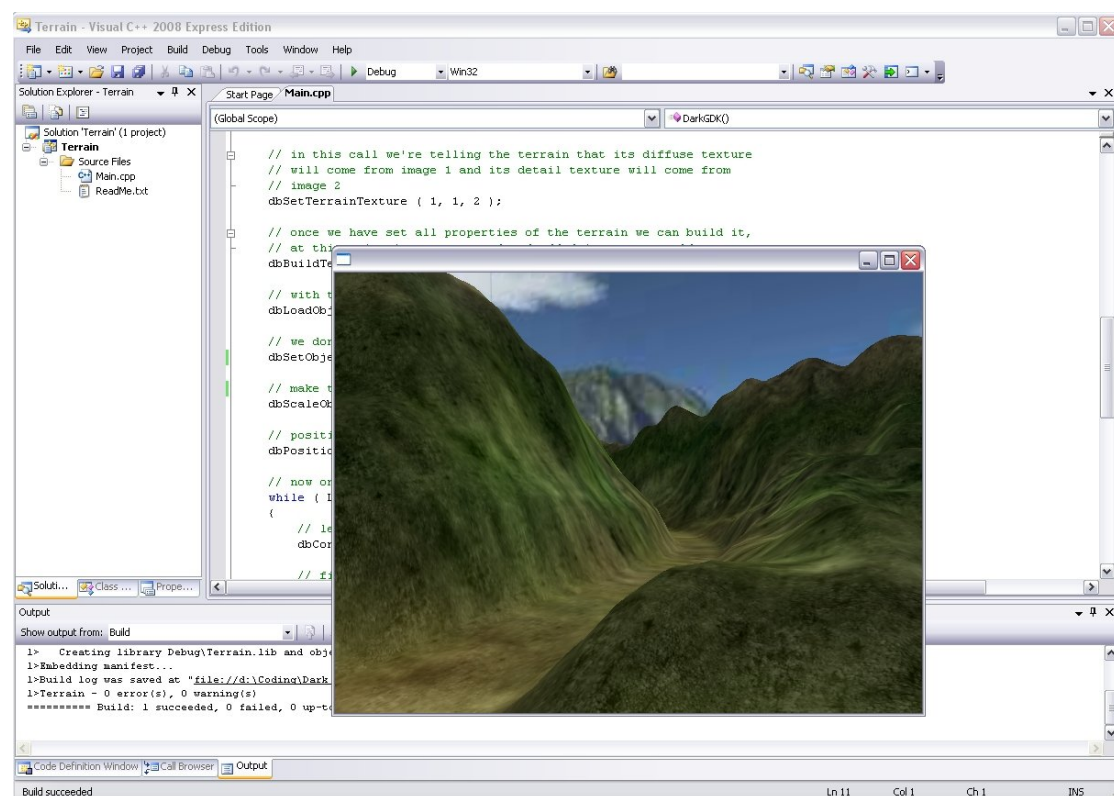 Terrain - Visual C++ 2008 Express Edition
File Edit View Project Build Debug Tools Window Help
Debug Win32
Solution Explorer - Terrain
Start Page Main.cpp
(Global Scope) DarkGDK()
Solution 'Terrain' (1 project)
Terrain
Source Files
Main.cpp
ReadMe.txt
// in this call we're telling the terrain that its diffuse texture
// will come from image 1 and its detail texture will come from
// image 2
dbSetTerrainTexture ( 1, 1, 2 );
// once we have set all properties of the terrain we can build it,
// at thi
dbBuildTe
// with t
dbLoadObj
// we don
dbSetObje
// make t
dbScaleOb
// positi
dbPositio
// now on
while ( L
{
// le
dbCon
// fi
Soluti... Class ... Prope...
Output
Show output from: Build
1> Creating library Debug\Terrain.lib and obje
1>Embedding manifest...
1>Build log was saved at "file://d:\Coding\Dark
1>Terrain - 0 error(s), 0 warning(s)
========== Build: 1 succeeded, 0 failed, 0 up-to
Code Definition Window Call Browser Output
Build succeeded Ln 11 Col 1 Ch 1 INS